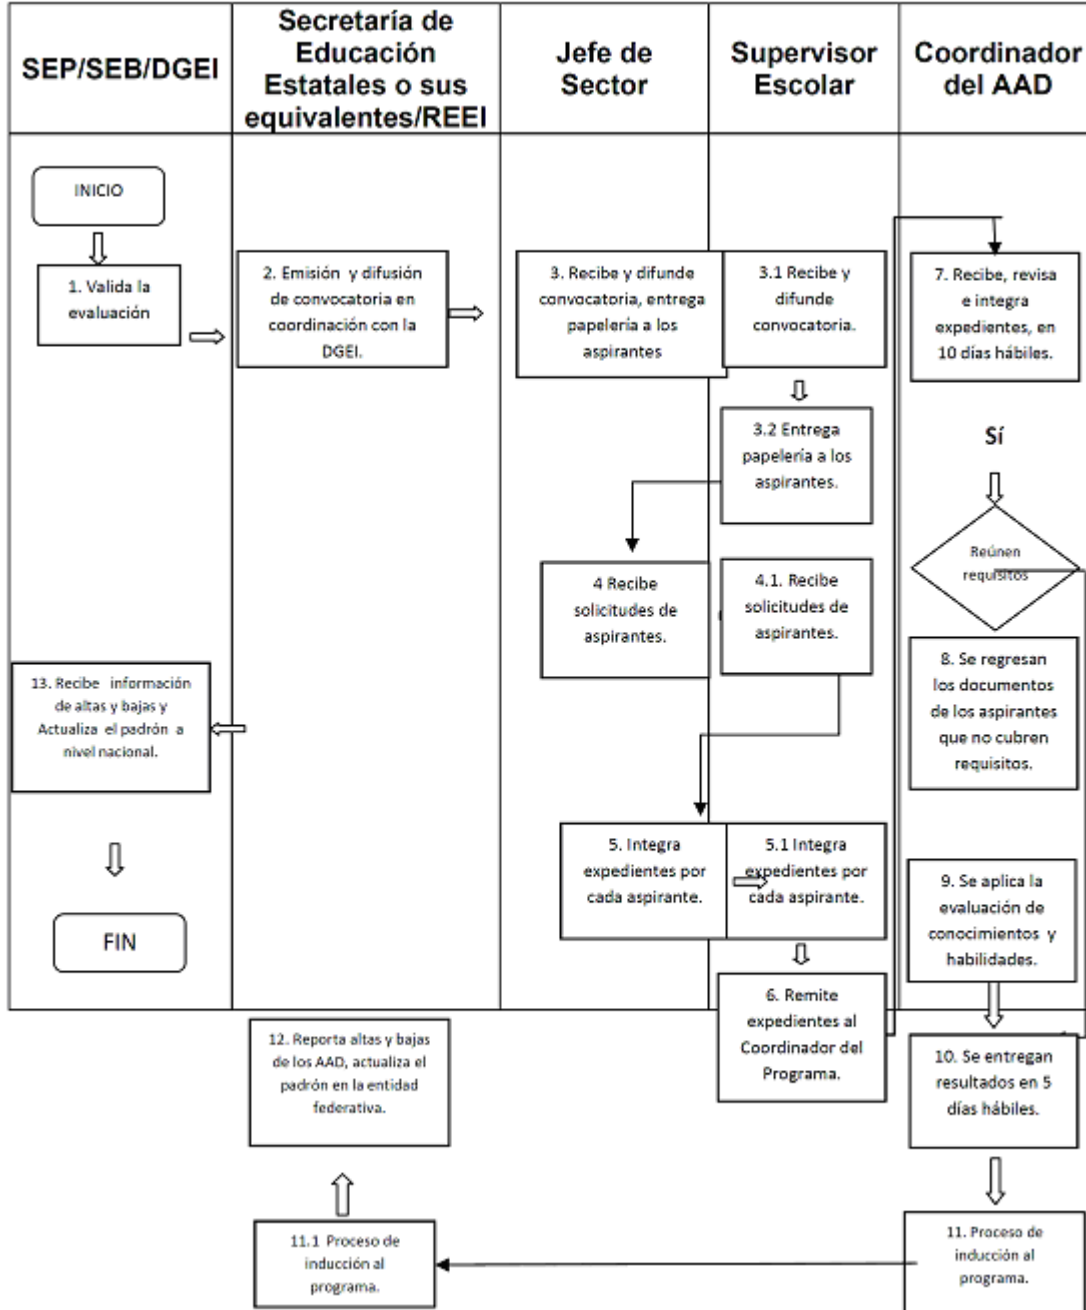 SEP/SEB/DGEI
Secretaría de
Educación
Estatales o sus
equivalentes/REEI
Jefe de
Sector
Supervisor
Escolar
Coordinador
del AAD
INICIO
1. Valida la
evaluación
2. Emisión y difusión
de convocatoria en
coordinación con la
DGEI.
3. Recibe y difunde
convocatoria, entrega
papelería a los
aspirantes
3.1 Recibe y
difunde
convocatoria.
3.2 Entrega
papelería a los
aspirantes.
4 Recibe
solicitudes de
aspirantes.
4.1. Recibe
solicitudes de
aspirantes.
5. Integra
expedientes por
cada aspirante.
5.1 Integra
expedientes por
cada aspirante.
6. Remite
expedientes al
Coordinador del
Programa.
7. Recibe, revisa
e integra
expedientes, en
10 días hábiles.
Sí
Reúnen
requisitos
8. Se regresan
los documentos
de los aspirantes
que no cubren
requisitos.
9. Se aplica la
evaluación de
conocimientos y
habilidades.
10. Se entregan
resultados en 5
días hábiles.
11. Proceso de
inducción al
programa.
11.1 Proceso de
inducción al
programa.
12. Reporta altas y bajas
de los AAD, actualiza el
padrón en la entidad
federativa.
13. Recibe información
de altas y bajas y
Actualiza el padrón a
nivel nacional.
FIN